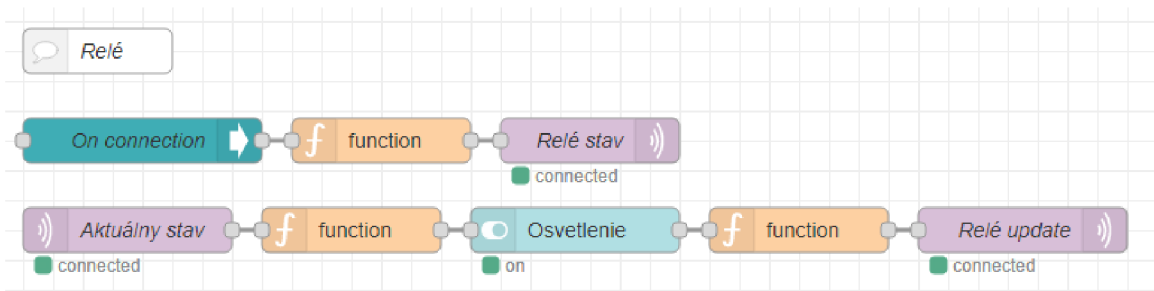 Relé
On connection function Relé stav
connected
Aktuálny stav function Osvetlenie function Relé update
connected on connected